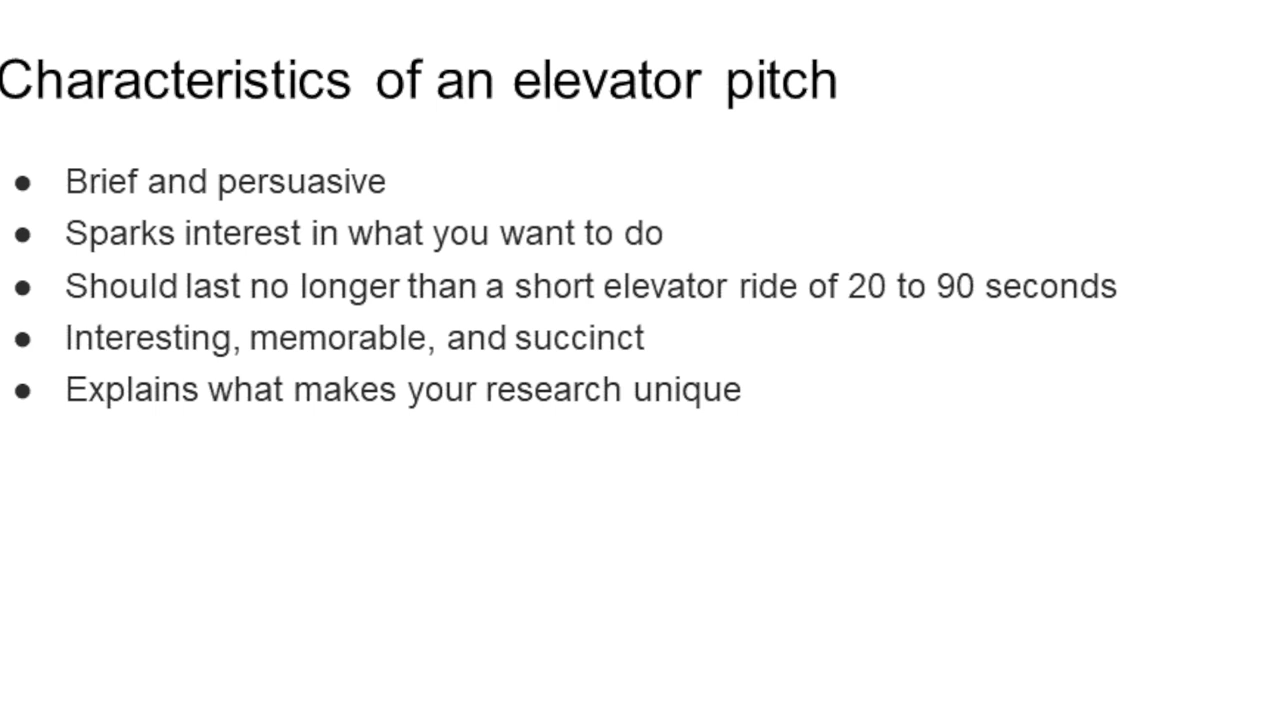 Characteristics of an elevator pitch
● Brief and persuasive
● Sparks interest in what you want to do
● Should last no longer than a short elevator ride of 20 to 90 seconds
● Interesting, memorable, and succinct
● Explains what makes your research unique